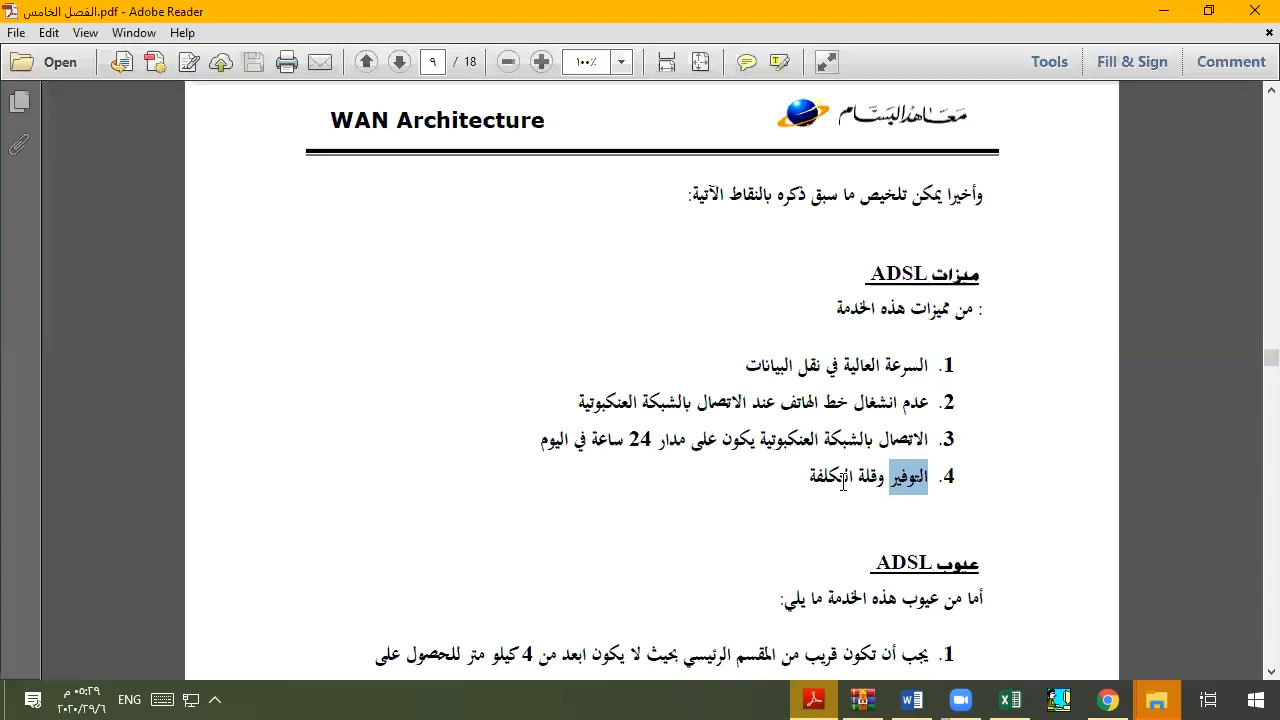 الفصل الخامس.pdf - Adobe Reader
File Edit View Window Help
Open ٩ / 18 ١٠٠٪ Tools Fill & Sign Comment
WAN Architecture معاهد البسام
وأخيرا يمكن تلخيص ما سبق ذكره بالنقاط الآتية:
ميزات ADSL
: من مميزات هذه الخدمة
1. السرعة العالية في نقل البيانات
2. عدم انشغال خط الهاتف عند الاتصال بالشبكة العنكبوتية
3. الاتصال بالشبكة العنكبوتية يكون على مدار 24 ساعة في اليوم
4. التوفير وقلة التكلفة
عيوب ADSL
أما من عيوب هذه الخدمة ما يلي:
1. يجب أن تكون قريب من المقسم الرئيسي بحيث لا يكون ابعد من 4 كيلو متر للحصول على
٠٥:٢٩ م ENG
٢٠٢٠/٢٩/٦